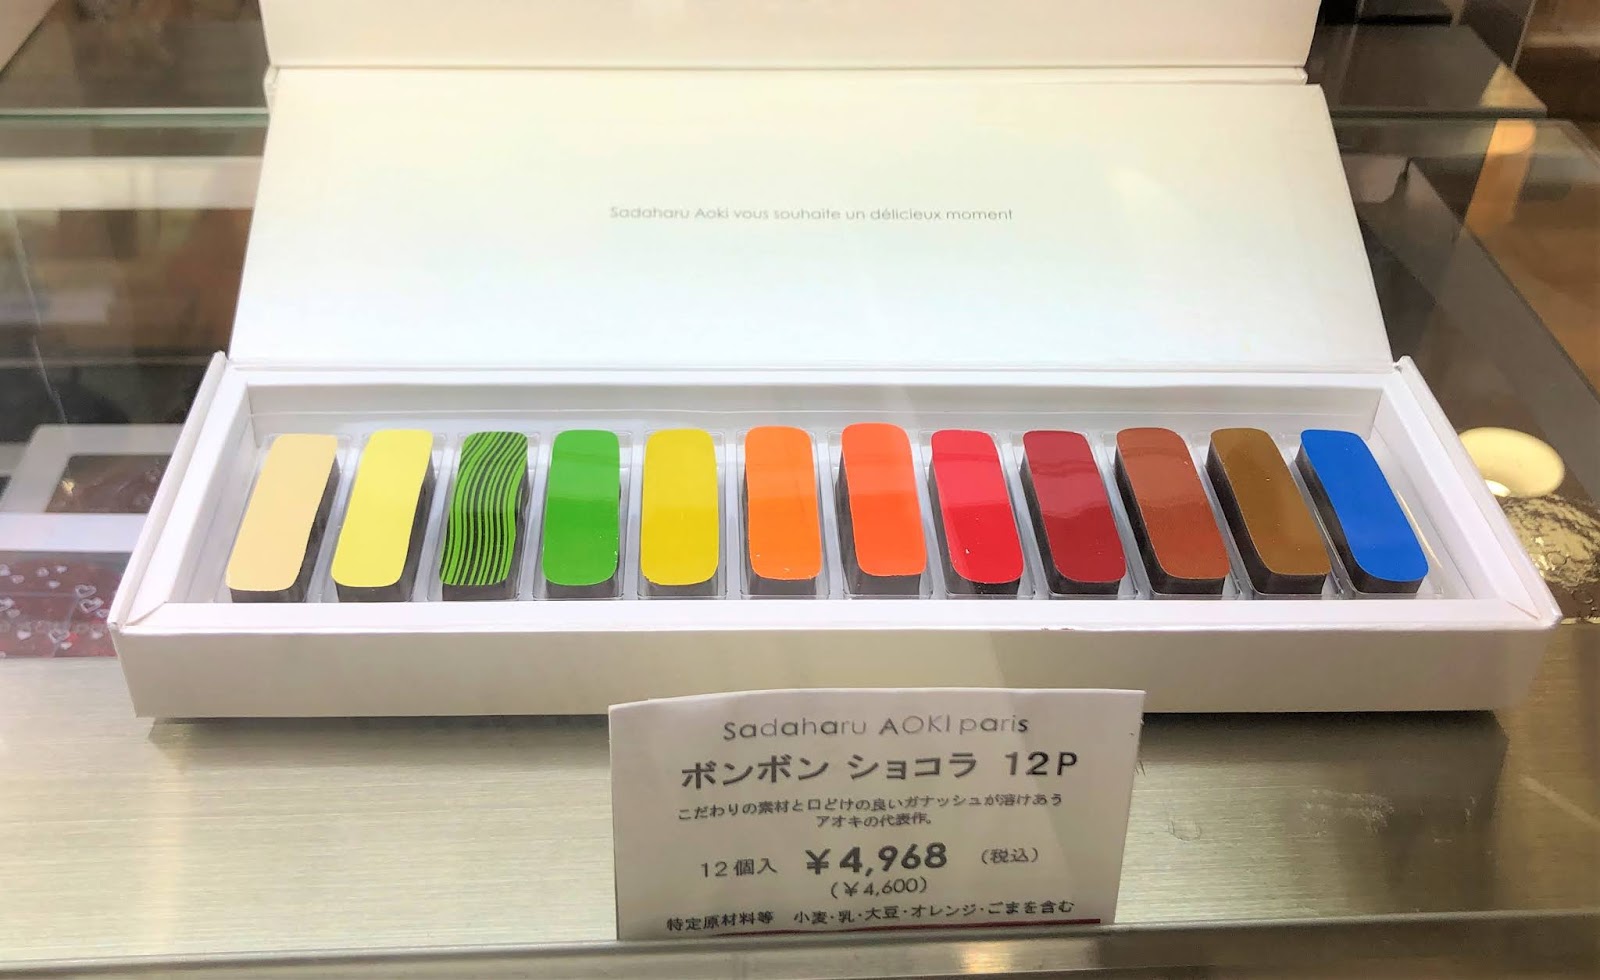 Sadaharu Aoki vous souhaite un délicieux moment
Sadaharu AOKI paris
ボンボン ショコラ 12P
こだわりの素材と口どけの良いガナッシュが溶けあう
アオキの代表作。
12個入 ¥4,968 (税込)
(¥4,600)
特定原材料等 小麦・乳・大豆・オレンジ・ごまを含む